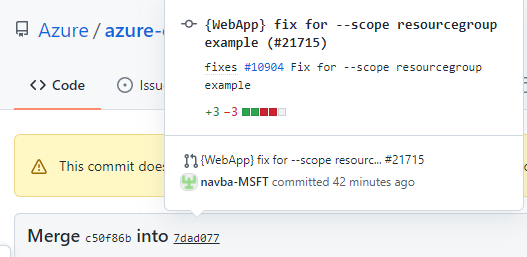 Azure / azure-
{WebApp} fix for --scope resourcegroup
example (#21715)
fixes #10904 Fix for --scope resourcegroup
example
+3 −3
Code
Issu
This commit does
{WebApp} fix for --scope resourc... #21715
navba-MSFT committed 42 minutes ago
Merge c50f86b into 7dad077